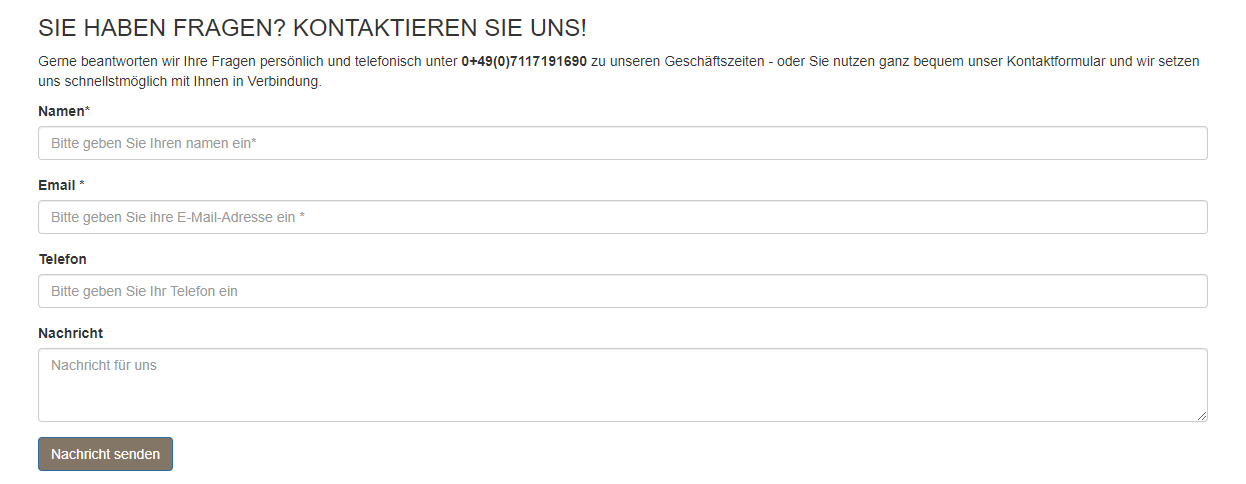 SIE HABEN FRAGEN? KONTAKTIEREN SIE UNS!
Gerne beantworten wir Ihre Fragen persönlich und telefonisch unter 0+49(0)7117191690 zu unseren Geschäftszeiten - oder Sie nutzen ganz bequem unser Kontaktformular und wir setzen
uns schnellstmöglich mit Ihnen in Verbindung.
Namen*
Bitte geben Sie Ihren namen ein*
Email *
Bitte geben Sie ihre E-Mail-Adresse ein *
Telefon
Bitte geben Sie Ihr Telefon ein
Nachricht
Nachricht für uns
Nachricht senden